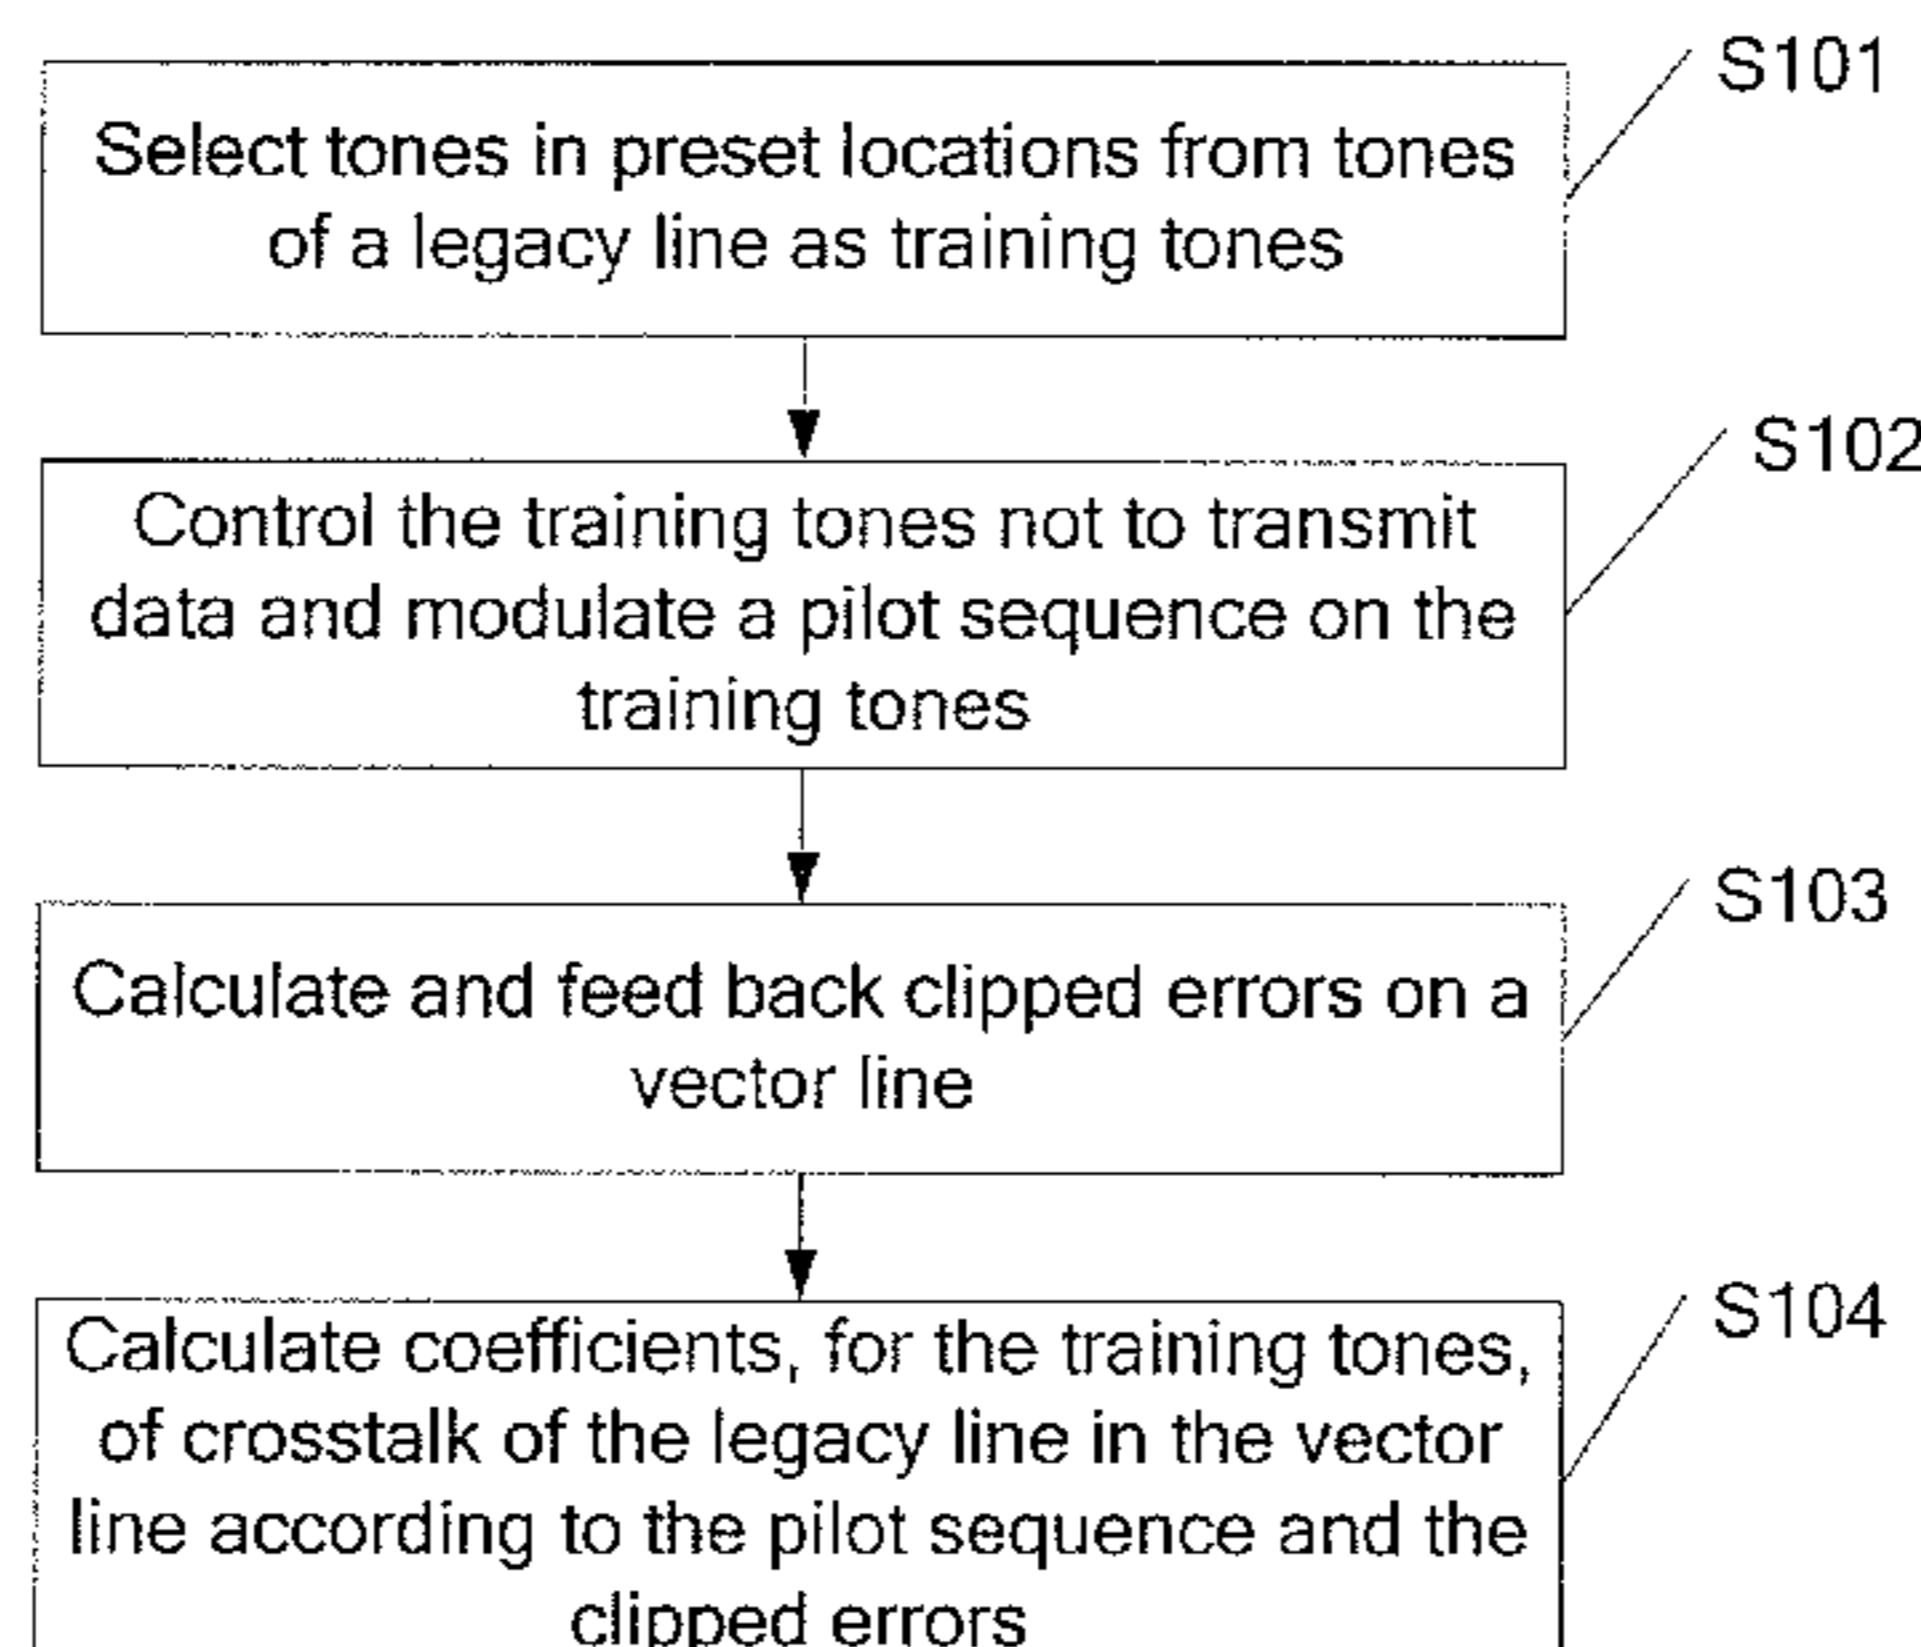 S101
Select tones in preset locations from tones
of a legacy line as training tones
S102
Control the training tones not to transmit
data and modulate a pilot sequence on the
training tones
S103
Calculate and feed back clipped errors on a
vector line
S104
Calculate coefficients, for the training tones,
of crosstalk of the legacy line in the vector
line according to the pilot sequence and the
clipped errors